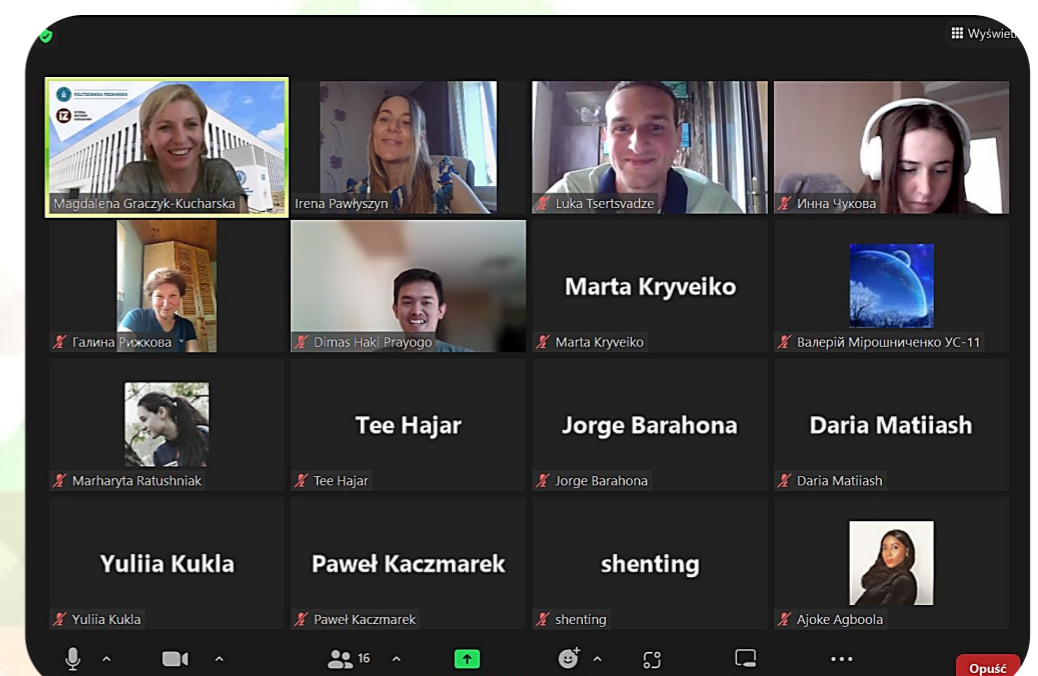 Wyświetl
POLITECHNIKA POZNAŃSKA
Magdalena Graczyk-Kucharska
Irena Pawłyszyn
Luka Tsertsvadze
Инна Чукова
Галина Рижкова
Dimas Haki Prayogo
Marta Kryveiko
Marta Kryveiko
Валерій Мірошниченко УС-11
Marharyta Ratushniak
Tee Hajar
Tee Hajar
Jorge Barahona
Jorge Barahona
Daria Matiiash
Daria Matiiash
Yuliia Kukla
Yuliia Kukla
Paweł Kaczmarek
Paweł Kaczmarek
shenting
shenting
Ajoke Agboola
16
Opuść